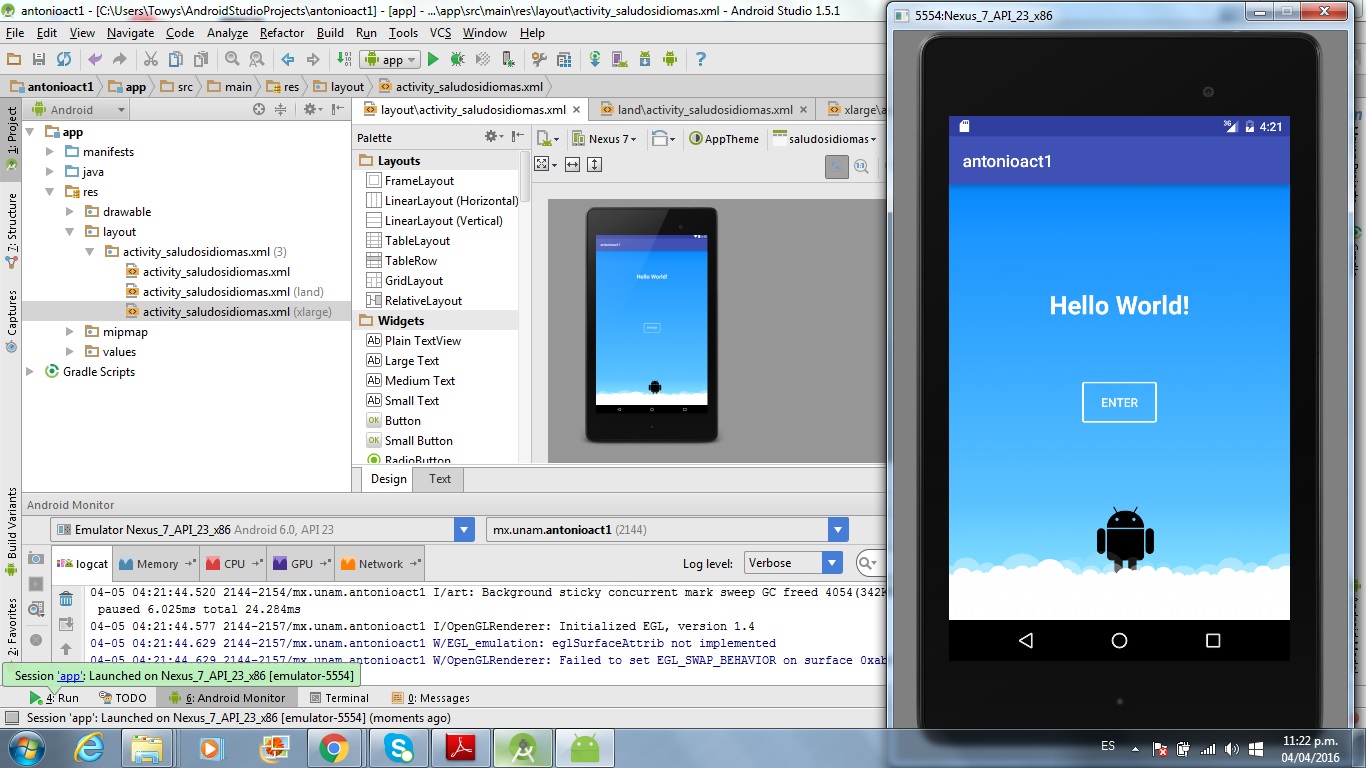 antonioact1 - [C:\Users\Towys\AndroidStudioProjects\antonioact1] - [app] - ...\app\src\main\res\layout\activity_saludosidiomas.xml - Android Studio 1.5.1
File Edit View Navigate Code Analyze Refactor Build Run Tools VCS Window Help
app
antonioact1 app src main res layout activity_saludosidiomas.xml
Android
layout\activity_saludosidiomas.xml land\activity_saludosidiomas.xml xlarge\a
1: Project
7: Structure
Captures
Build Variants
2: Favorites
app
manifests
java
res
drawable
layout
activity_saludosidiomas.xml (3)
activity_saludosidiomas.xml
activity_saludosidiomas.xml (land)
activity_saludosidiomas.xml (xlarge)
mipmap
values
Gradle Scripts
Palette
Layouts
FrameLayout
LinearLayout (Horizontal)
LinearLayout (Vertical)
TableLayout
TableRow
GridLayout
RelativeLayout
Widgets
Ab Plain TextView
Ab Large Text
Ab Medium Text
Ab Small Text
OK Button
OK Small Button
RadioButton
Design Text
Nexus 7 AppTheme saludosidiomas
1:1
antonioact1
Hello World!
Android Monitor
Emulator Nexus_7_API_23_x86 Android 6.0, API 23
mx.unam.antonioact1 (2144)
logcat Memory CPU GPU Network
Log level: Verbose
04-05 04:21:44.520 2144-2154/mx.unam.antonioact1 I/art: Background sticky concurrent mark sweep GC freed 4054(342K
paused 6.025ms total 24.284ms
04-05 04:21:44.577 2144-2157/mx.unam.antonioact1 I/OpenGLRenderer: Initialized EGL, version 1.4
04-05 04:21:44.629 2144-2157/mx.unam.antonioact1 W/EGL_emulation: eglSurfaceAttrib not implemented
04-05 04:21:44.629 2144-2157/mx.unam.antonioact1 W/OpenGLRenderer: Failed to set EGL_SWAP_BEHAVIOR on surface 0xab
Session 'app': Launched on Nexus_7_API_23_x86 [emulator-5554]
4: Run TODO 6: Android Monitor Terminal 0: Messages
Session 'app': Launched on Nexus_7_API_23_x86 [emulator-5554] (moments ago)
5554:Nexus_7_API_23_x86
3G 4:21
antonioact1
Hello World!
ENTER
ES
11:22 p.m.
04/04/2016